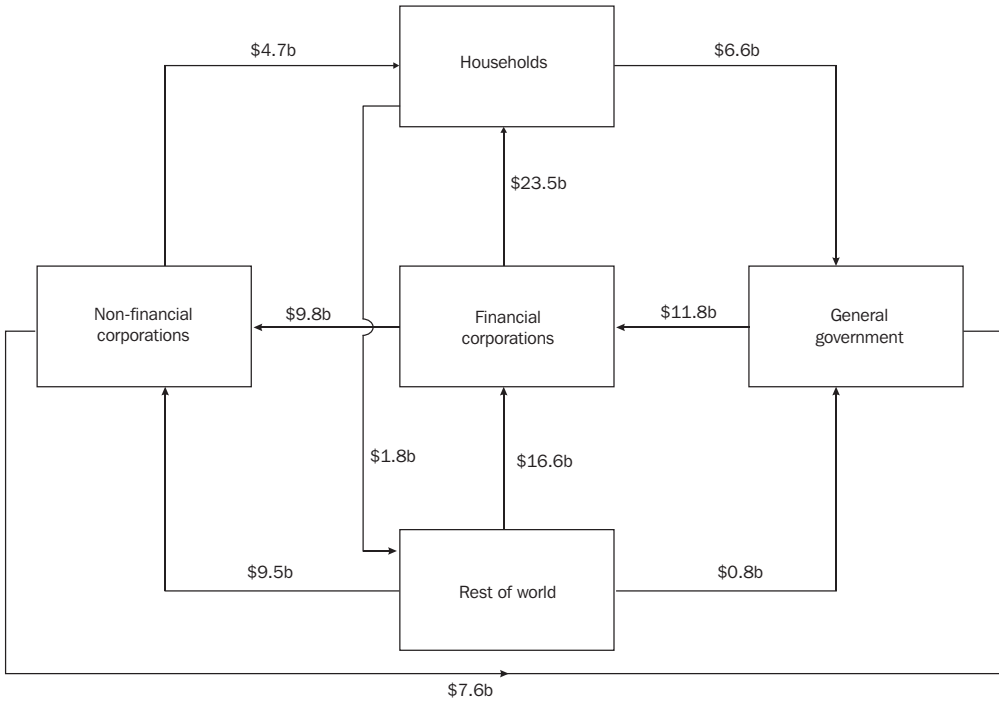 $4.7b
Households
$6.6b
$23.5b
Non-financial
corporations
$9.8b
Financial
corporations
$11.8b
General
government
$1.8b
$16.6b
$9.5b
Rest of world
$0.8b
$7.6b